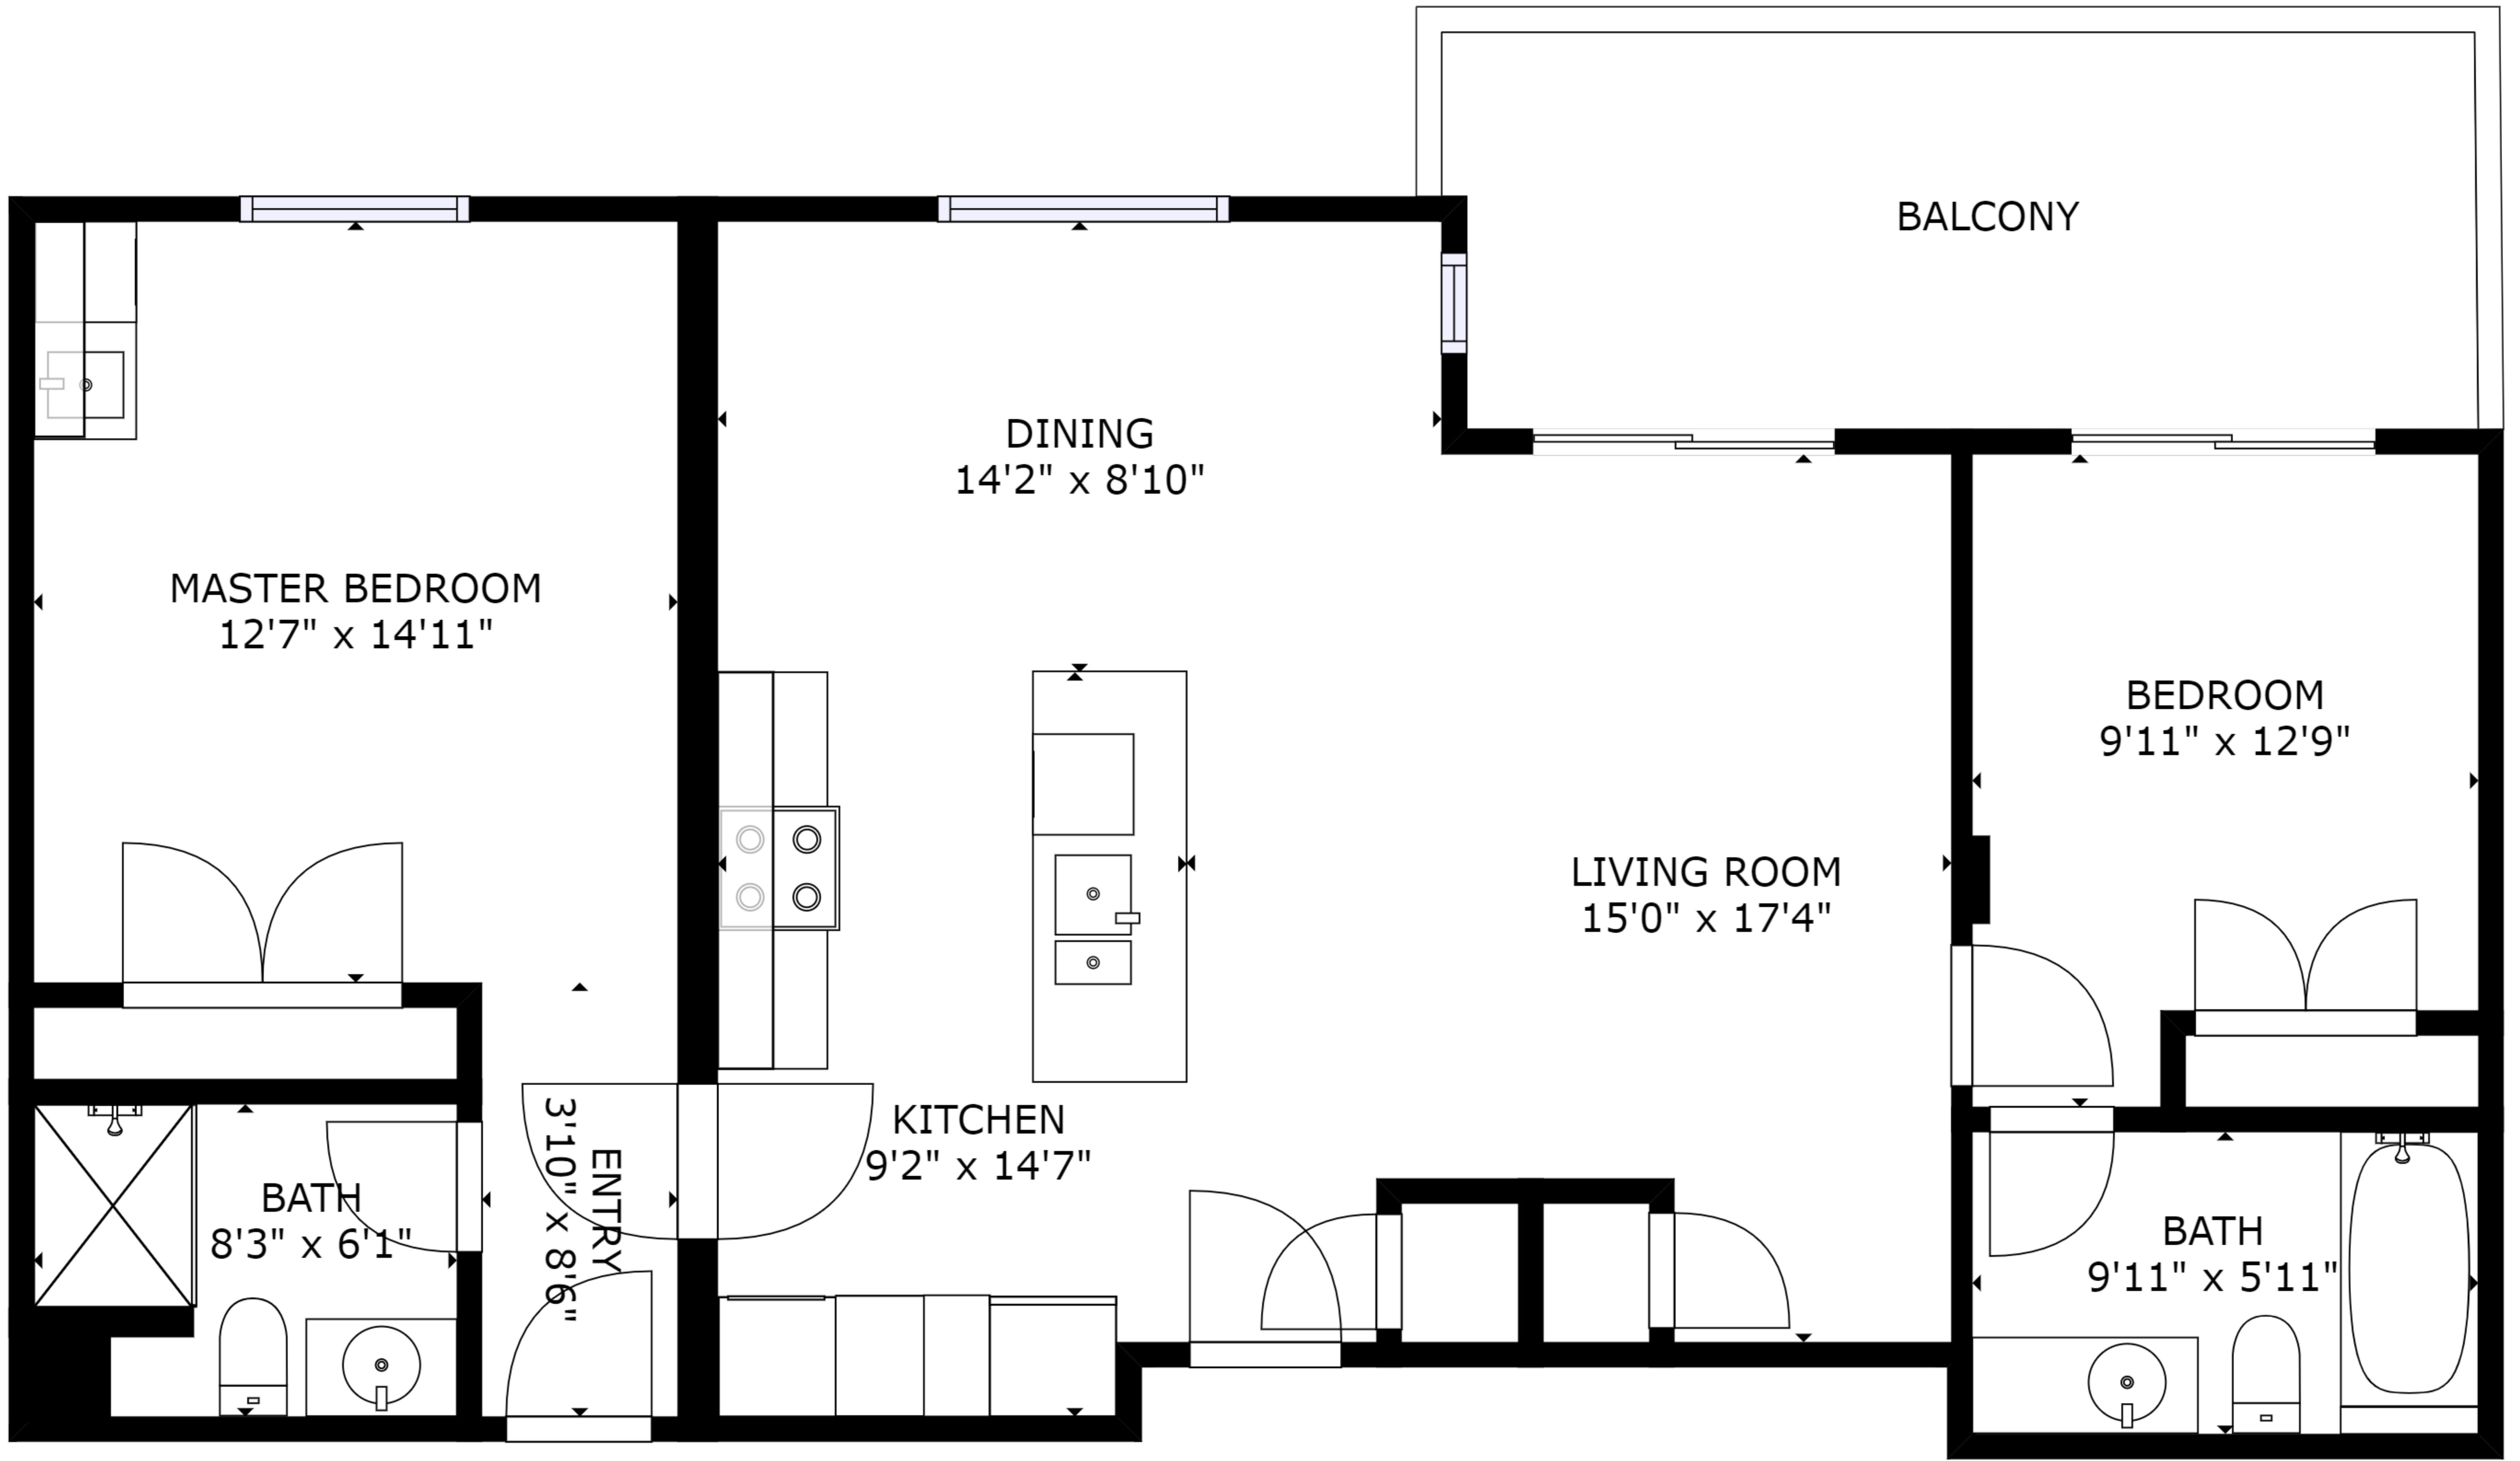 BALCONY
DINING
14'2" x 8'10"
MASTER BEDROOM
12'7" x 14'11"
BEDROOM
9'11" x 12'9"
LIVING ROOM
15'0" x 17'4"
KITCHEN
9'2" x 14'7"
ENTRY
3'10" x 8'6"
BATH
8'3" x 6'1"
BATH
9'11" x 5'11"